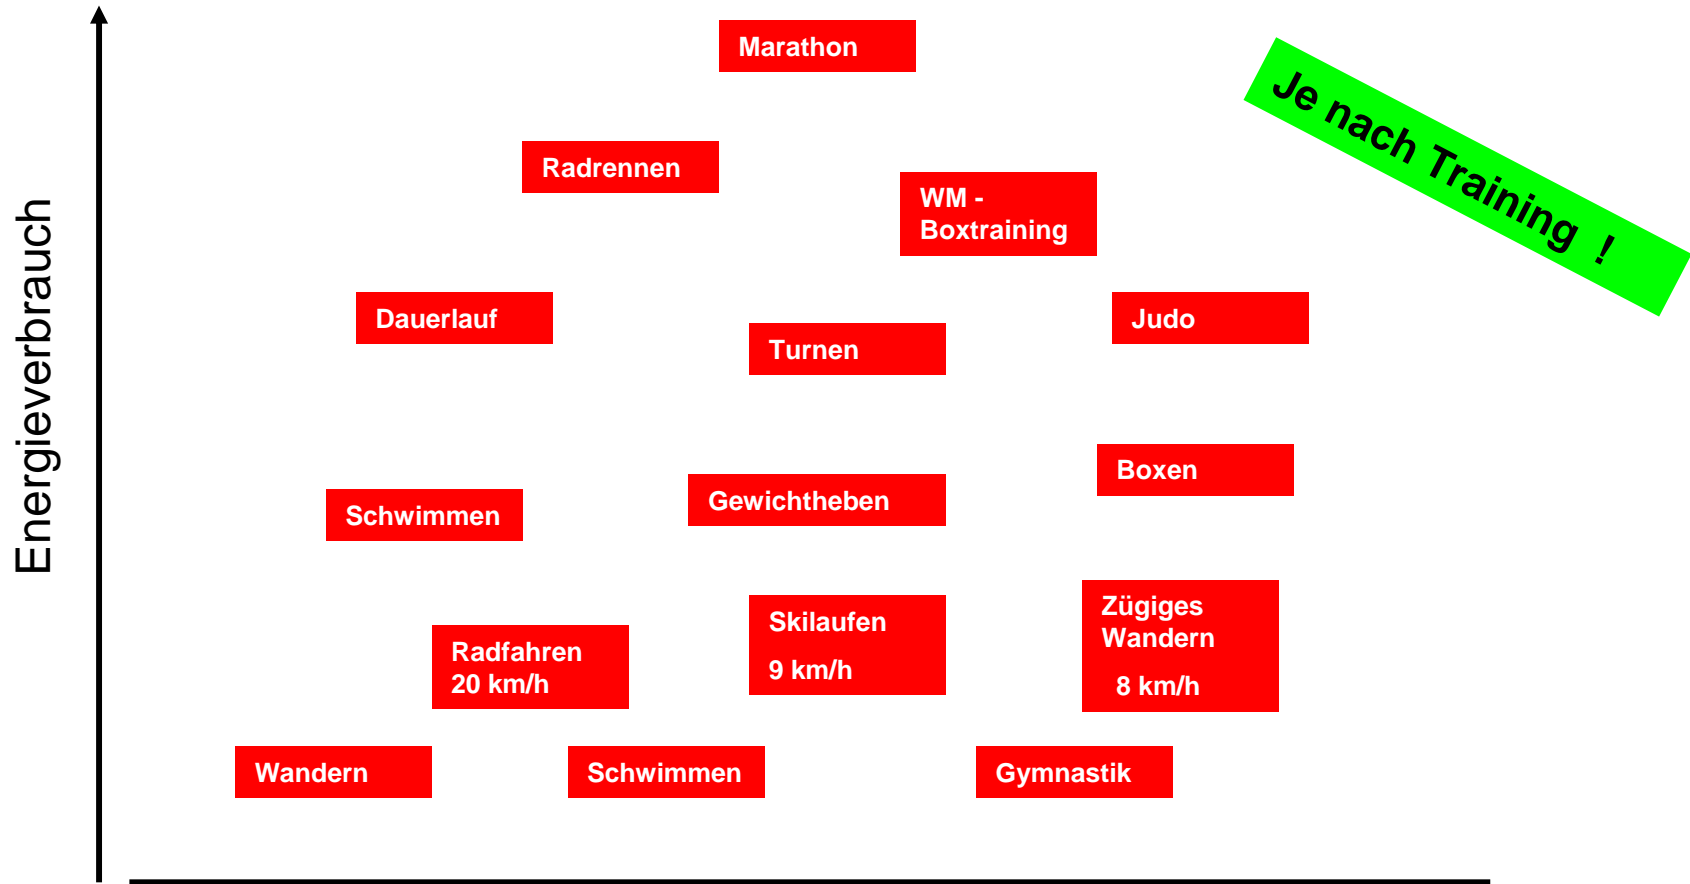 Marathon
Je nach Training !
Radrennen
WM -
Boxtraining
Energieverbrauch
Dauerlauf
Turnen
Judo
Boxen
Schwimmen
Gewichtheben
Radfahren
20 km/h
Skilaufen
9 km/h
Zügiges
Wandern
8 km/h
Wandern
Schwimmen
Gymnastik